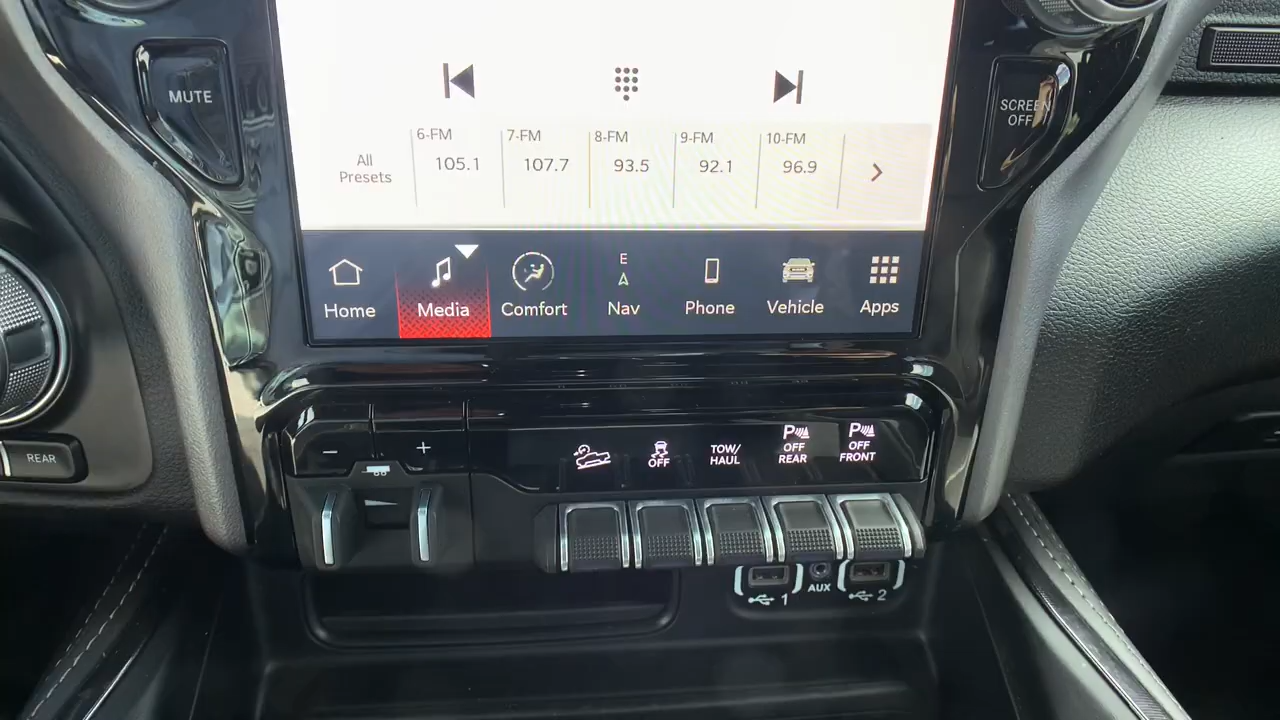 MUTE
SCREEN
OFF
6-FM
7-FM
8-FM
9-FM
10-FM
All
Presets
105.1
107.7
93.5
92.1
96.9
E
Home
Media
Comfort
Nav
Phone
Vehicle
Apps
− +
OFF
TOW/
HAUL
P
OFF
REAR
P
OFF
FRONT
REAR
1
AUX
2